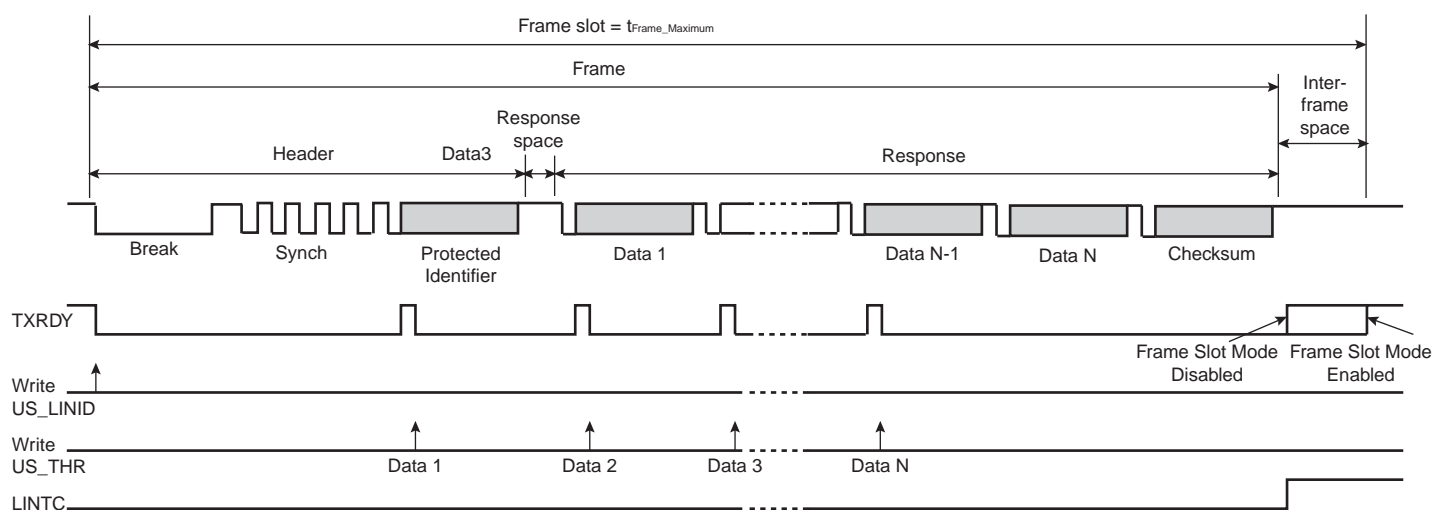 Frame slot = tFrame_Maximum
Frame
Inter-
frame
space
Response
space
Header
Data3
Response
Break
Synch
Protected
Identifier
Data 1
Data N-1
Data N
Checksum
TXRDY
Frame Slot Mode
Disabled
Frame Slot Mode
Enabled
Write
US_LINID
Write
US_THR
Data 1
Data 2
Data 3
Data N
LINTC